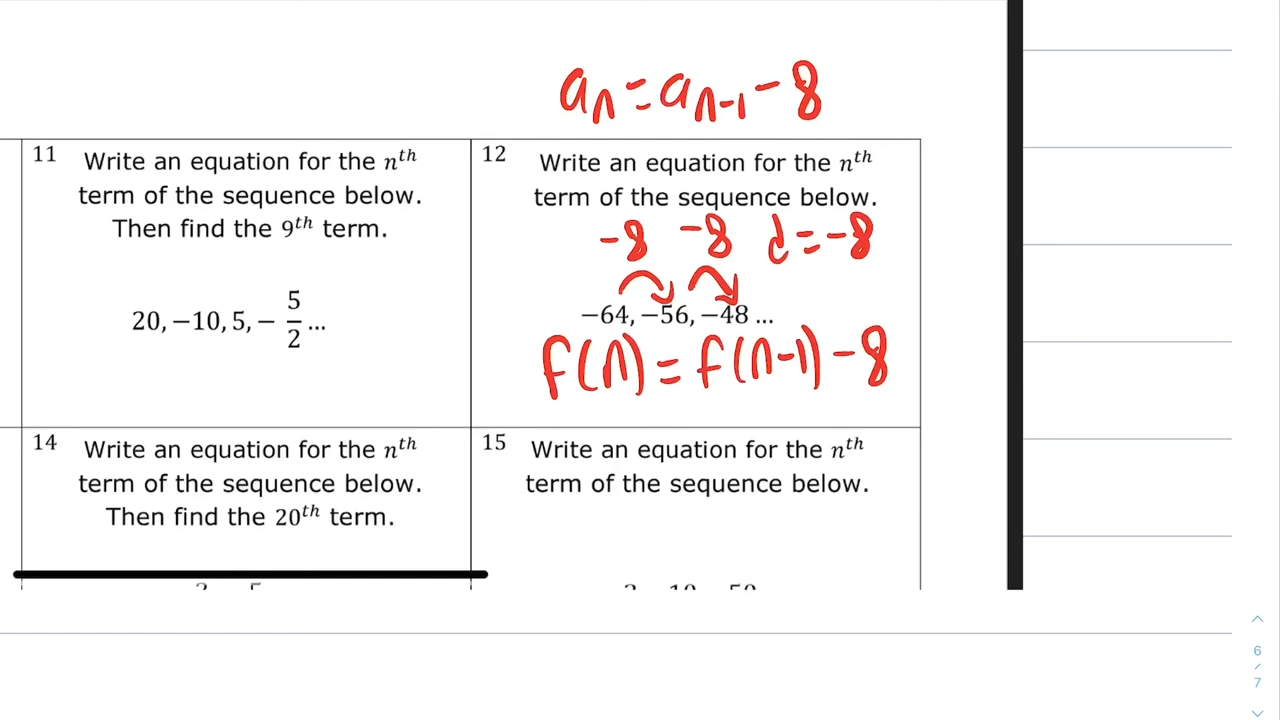 aₙ = aₙ₋₁ - 8
11 Write an equation for the nᵗʰ
term of the sequence below.
Then find the 9ᵗʰ term.
20, −10, 5, − 5/2 ...
12 Write an equation for the nᵗʰ
term of the sequence below.
-8 -8 d = -8
−64, −56, −48 ...
f(n) = f(n-1) - 8
14 Write an equation for the nᵗʰ
term of the sequence below.
Then find the 20ᵗʰ term.
15 Write an equation for the nᵗʰ
term of the sequence below.
6
/
7